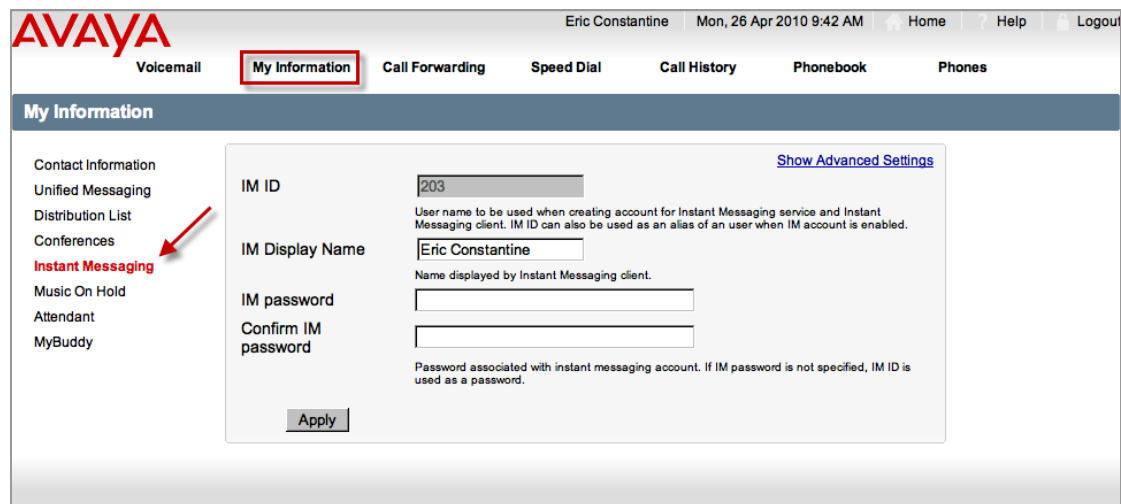 AVAYA
Eric Constantine Mon, 26 Apr 2010 9:42 AM Home ? Help Logout
Voicemail My Information Call Forwarding Speed Dial Call History Phonebook Phones
My Information
Contact Information
Unified Messaging
Distribution List
Conferences
Instant Messaging
Music On Hold
Attendant
MyBuddy
Show Advanced Settings
IM ID 203
User name to be used when creating account for Instant Messaging service and Instant
Messaging client. IM ID can also be used as an alias of an user when IM account is enabled.
IM Display Name Eric Constantine
Name displayed by Instant Messaging client.
IM password
Confirm IM
password
Password associated with instant messaging account. If IM password is not specified, IM ID is
used as a password.
Apply